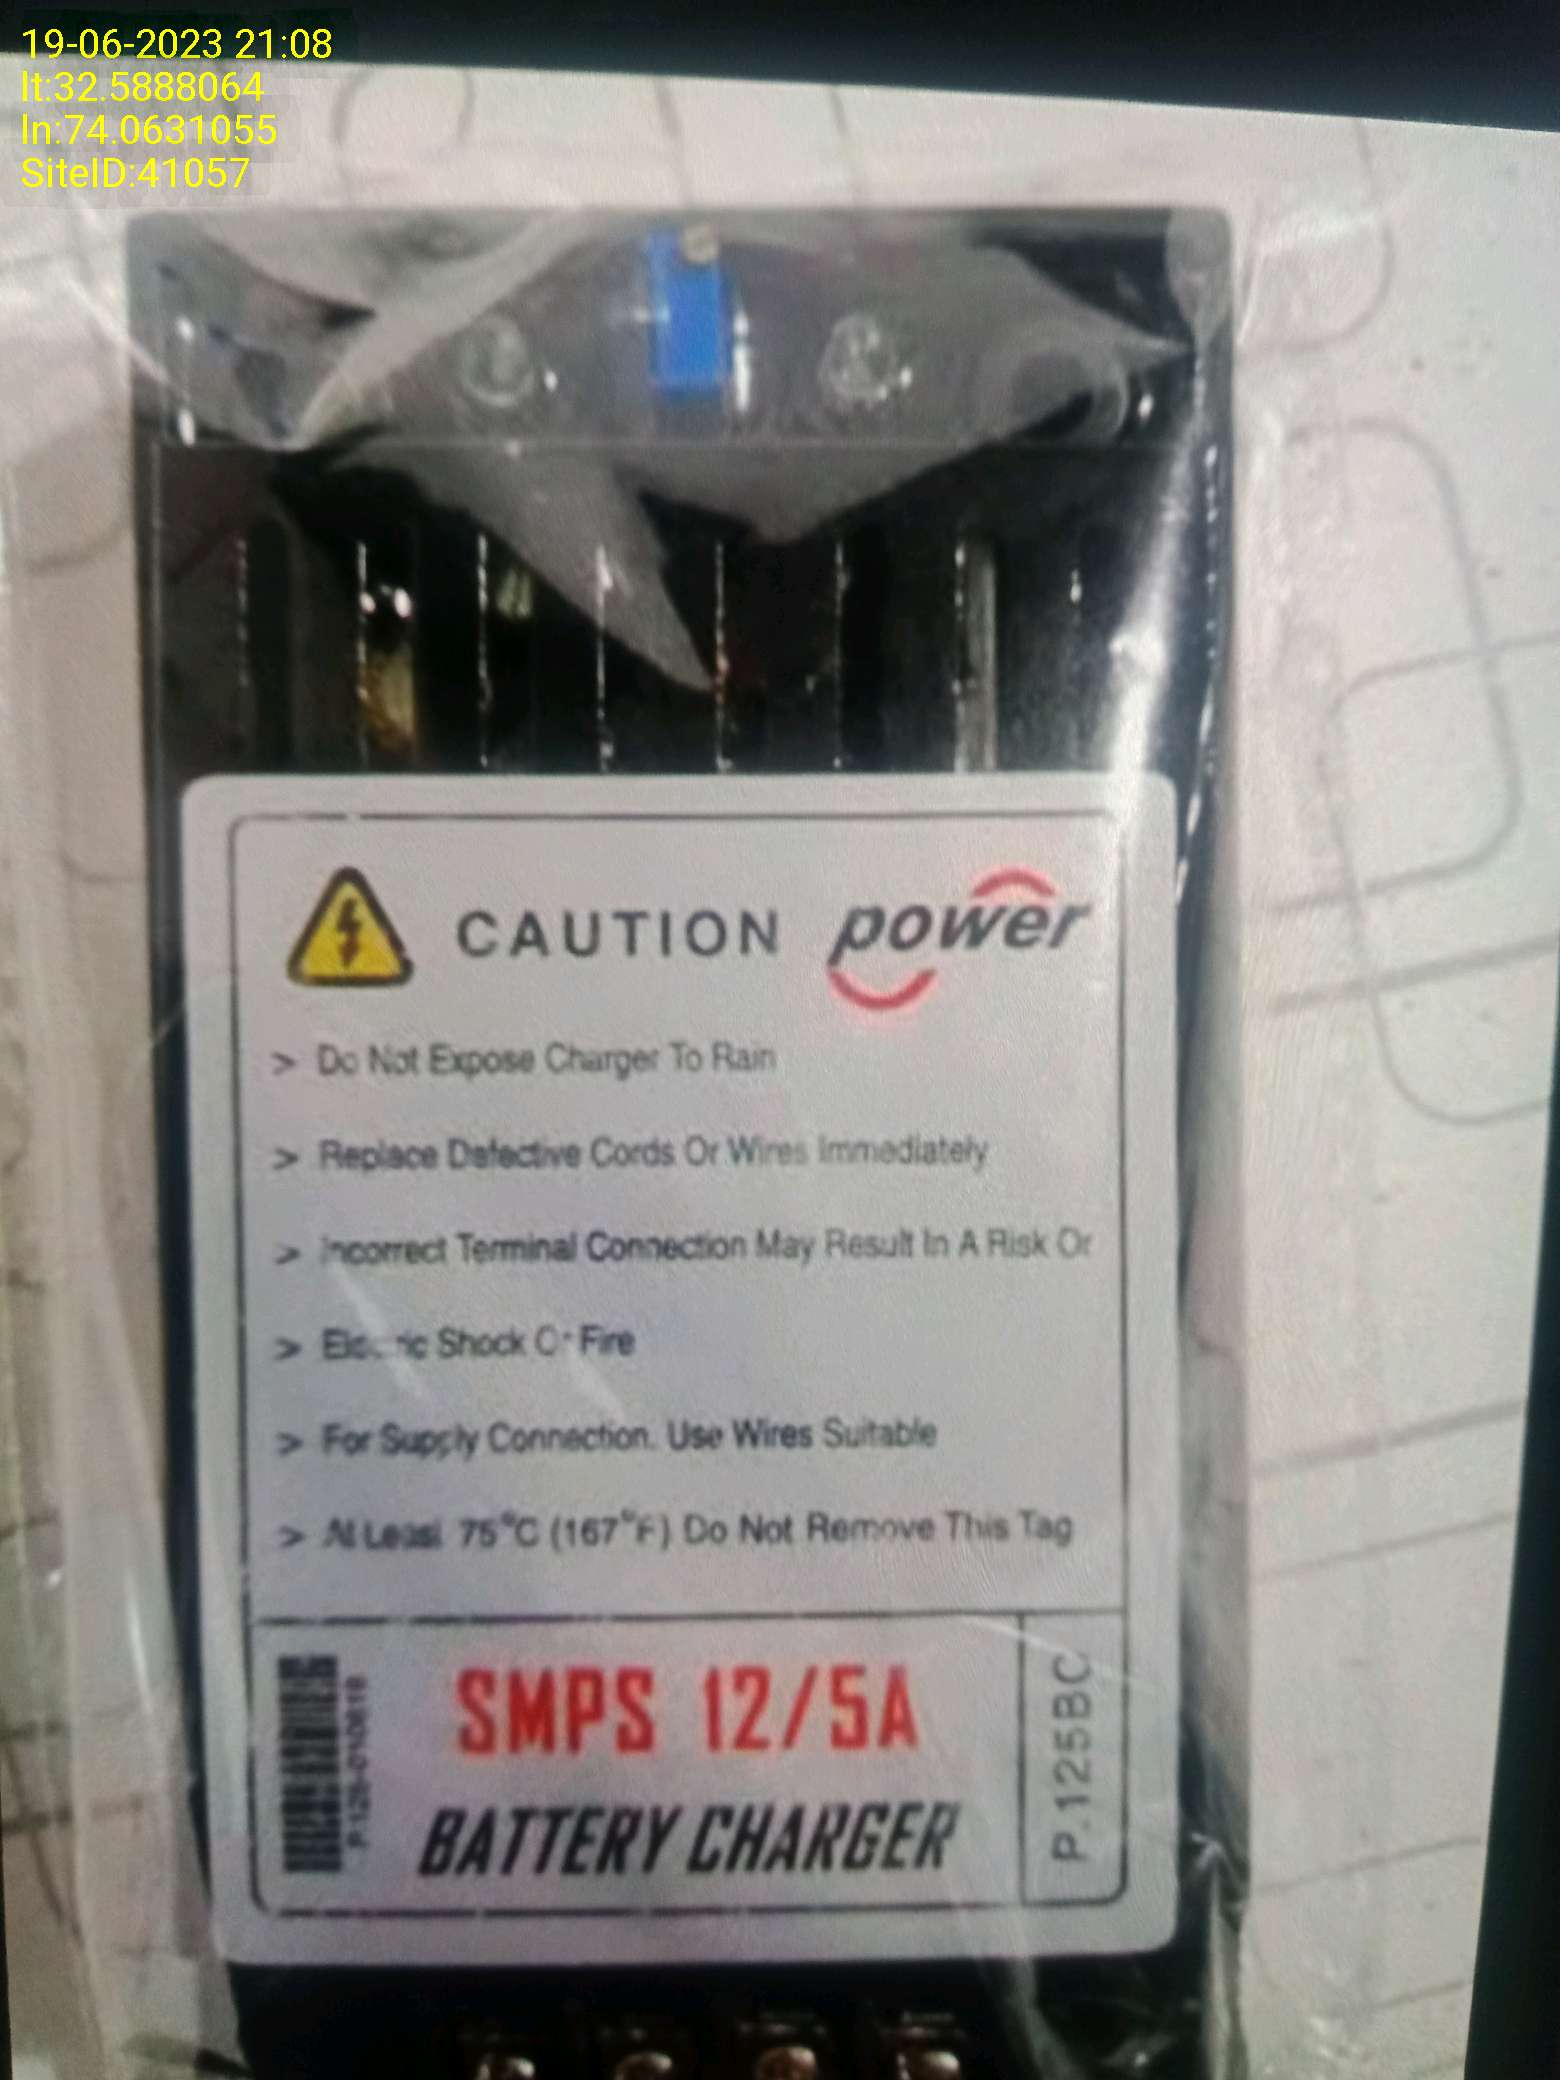 19-06-2023 21:08
lt:32.5888064
ln:74.0631055
SiteID:41057
CAUTION power
> Do Not Expose Charger To Rain
> Replace Defective Cords Or Wires Immediately
> Incorrect Terminal Connection May Result In A Risk Or
> Electric Shock Or Fire
> For Supply Connection. Use Wires Suitable
> At Least 75°C (167°F) Do Not Remove This Tag
SMPS 12/5A
BATTERY CHARGER
P.125BC